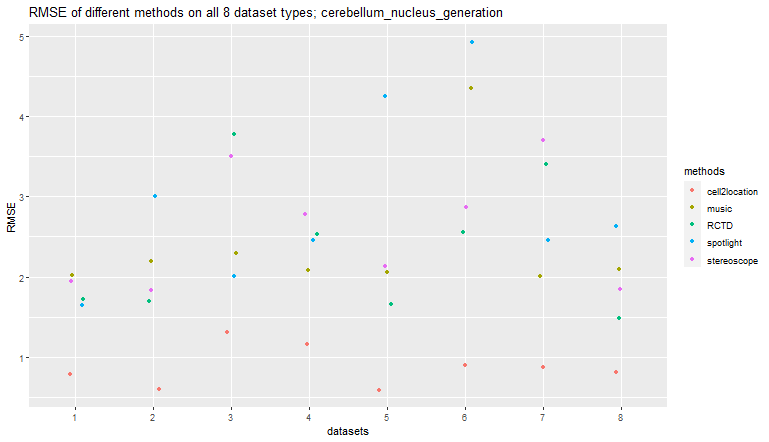 RMSE of different methods on all 8 dataset types; cerebellum_nucleus_generation
5
4
3
2
1
RMSE
1 2 3 4 5 6 7 8
datasets
methods
cell2location
music
RCTD
spotlight
stereoscope